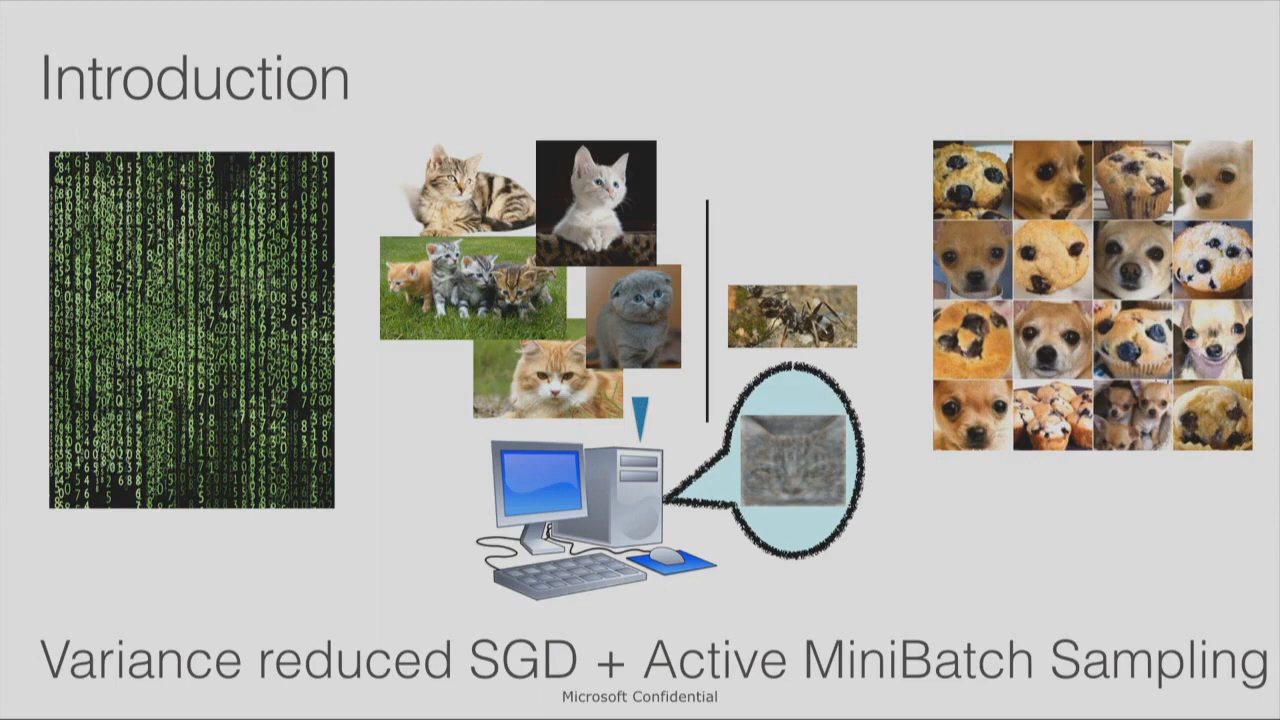 Introduction
Variance reduced SGD + Active MiniBatch Sampling
Microsoft Confidential